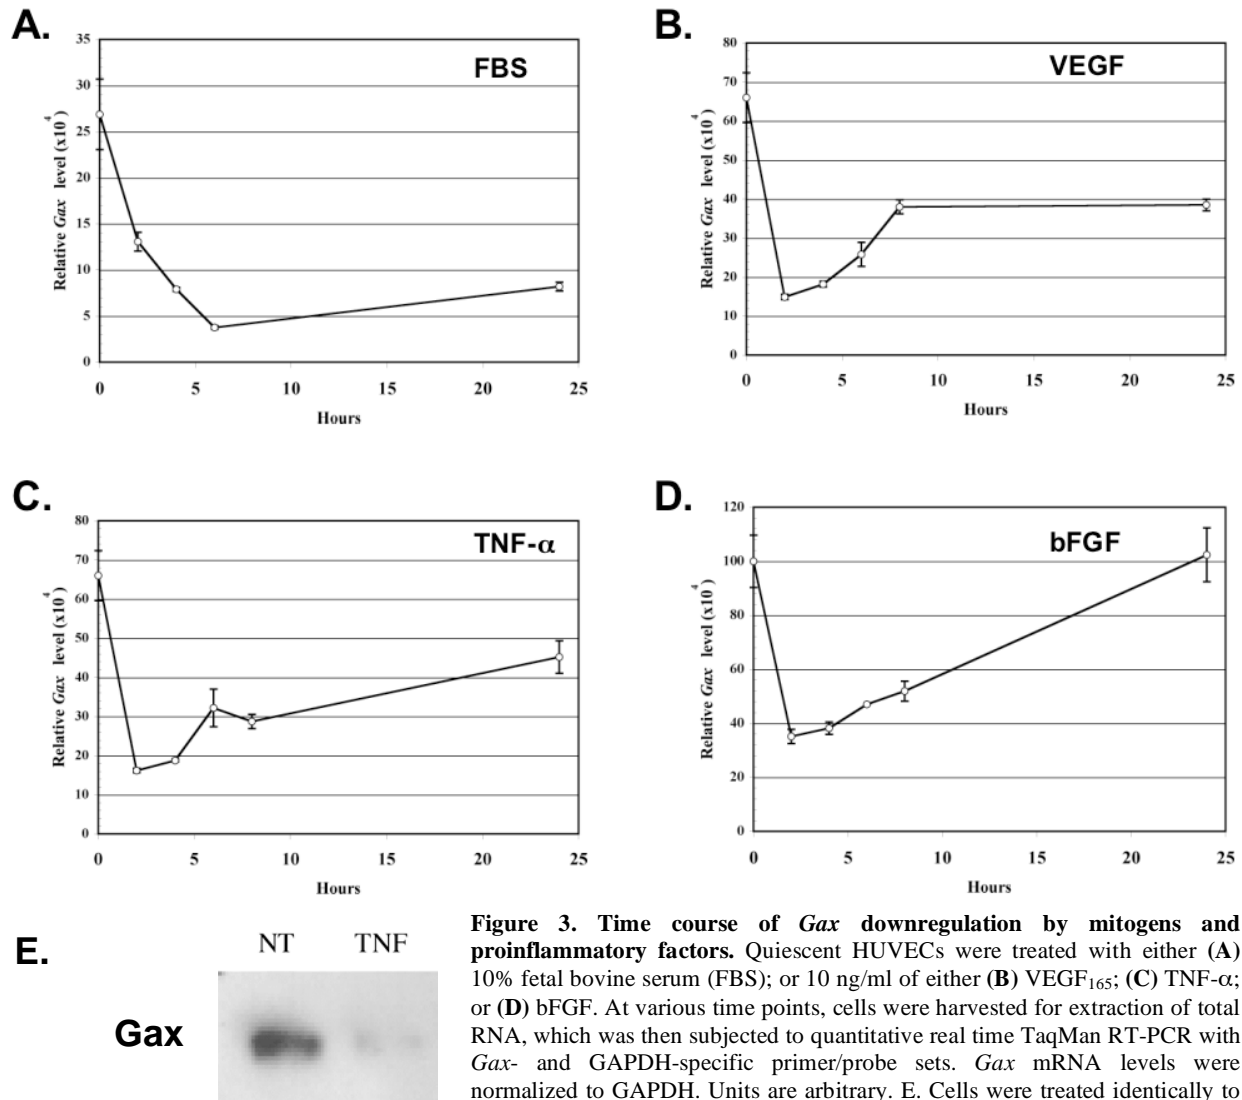 A.
FBS
35
30
25
20
15
10
5
0
Relative Gax level (x10⁴)
0 5 10 15 20 25
Hours
B.
VEGF
80
70
60
50
40
30
20
10
0
Relative Gax level (x10⁴)
0 5 10 15 20 25
Hours
C.
TNF-α
80
70
60
50
40
30
20
10
0
Relative Gax level (x10⁴)
0 5 10 15 20 25
Hours
D.
bFGF
120
100
80
60
40
20
0
Relative Gax level (x10⁴)
0 5 10 15 20 25
Hours
E.
NT TNF
Gax
Figure 3. Time course of Gax downregulation by mitogens and
proinflammatory factors. Quiescent HUVECs were treated with either (A)
10% fetal bovine serum (FBS); or 10 ng/ml of either (B) VEGF₁₆₅; (C) TNF-α;
or (D) bFGF. At various time points, cells were harvested for extraction of total
RNA, which was then subjected to quantitative real time TaqMan RT-PCR with
Gax- and GAPDH-specific primer/probe sets. Gax mRNA levels were
normalized to GAPDH. Units are arbitrary. E. Cells were treated identically to